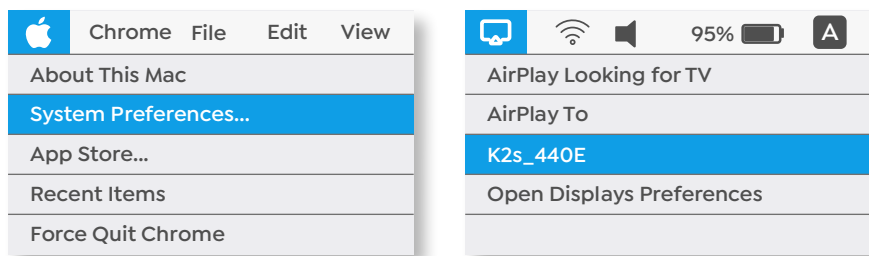 Chrome File Edit View
About This Mac
System Preferences...
App Store...
Recent Items
Force Quit Chrome
95% A
AirPlay Looking for TV
AirPlay To
K2s_440E
Open Displays Preferences